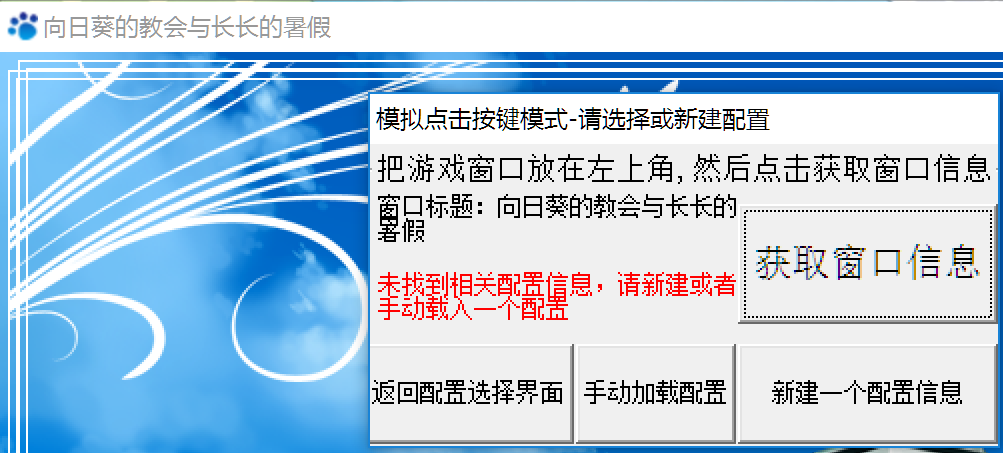 向日葵的教会与长长的暑假
模拟点击按键模式-请选择或新建配置
把游戏窗口放在左上角,然后点击获取窗口信息
窗口标题：向日葵的教会与长长的
暑假
获取窗口信息
未找到相关配置信息，请新建或者
手动载入一个配置
返回配置选择界面
手动加载配置
新建一个配置信息